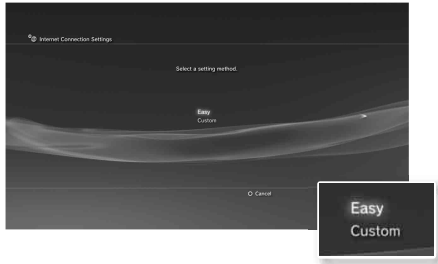 Internet Connection Settings
Select a setting method.
Easy
Custom
Cancel
Easy
Custom